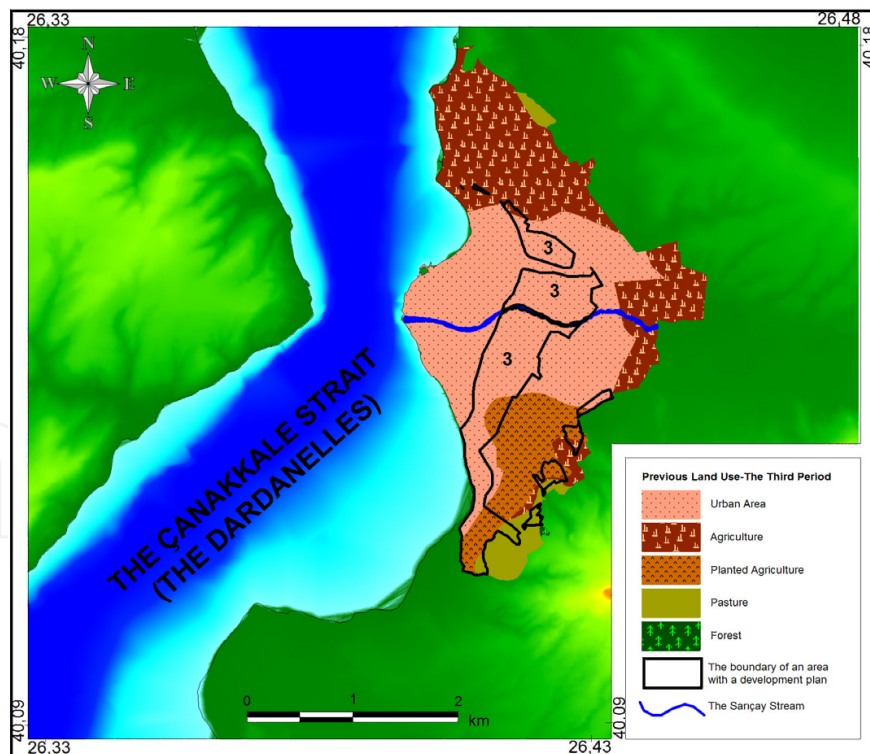 26,33
26,48
40,18
40,18
N
W
E
S
3
3
3
THE ÇANAKKALE STRAIT
(THE DARDANELLES)
Previous Land Use-The Third Period
Urban Area
Agriculture
Planted Agriculture
Pasture
Forest
The boundary of an area
with a development plan
The Sarıçay Stream
0 1 2
km
40,09
40,09
26,33
26,43